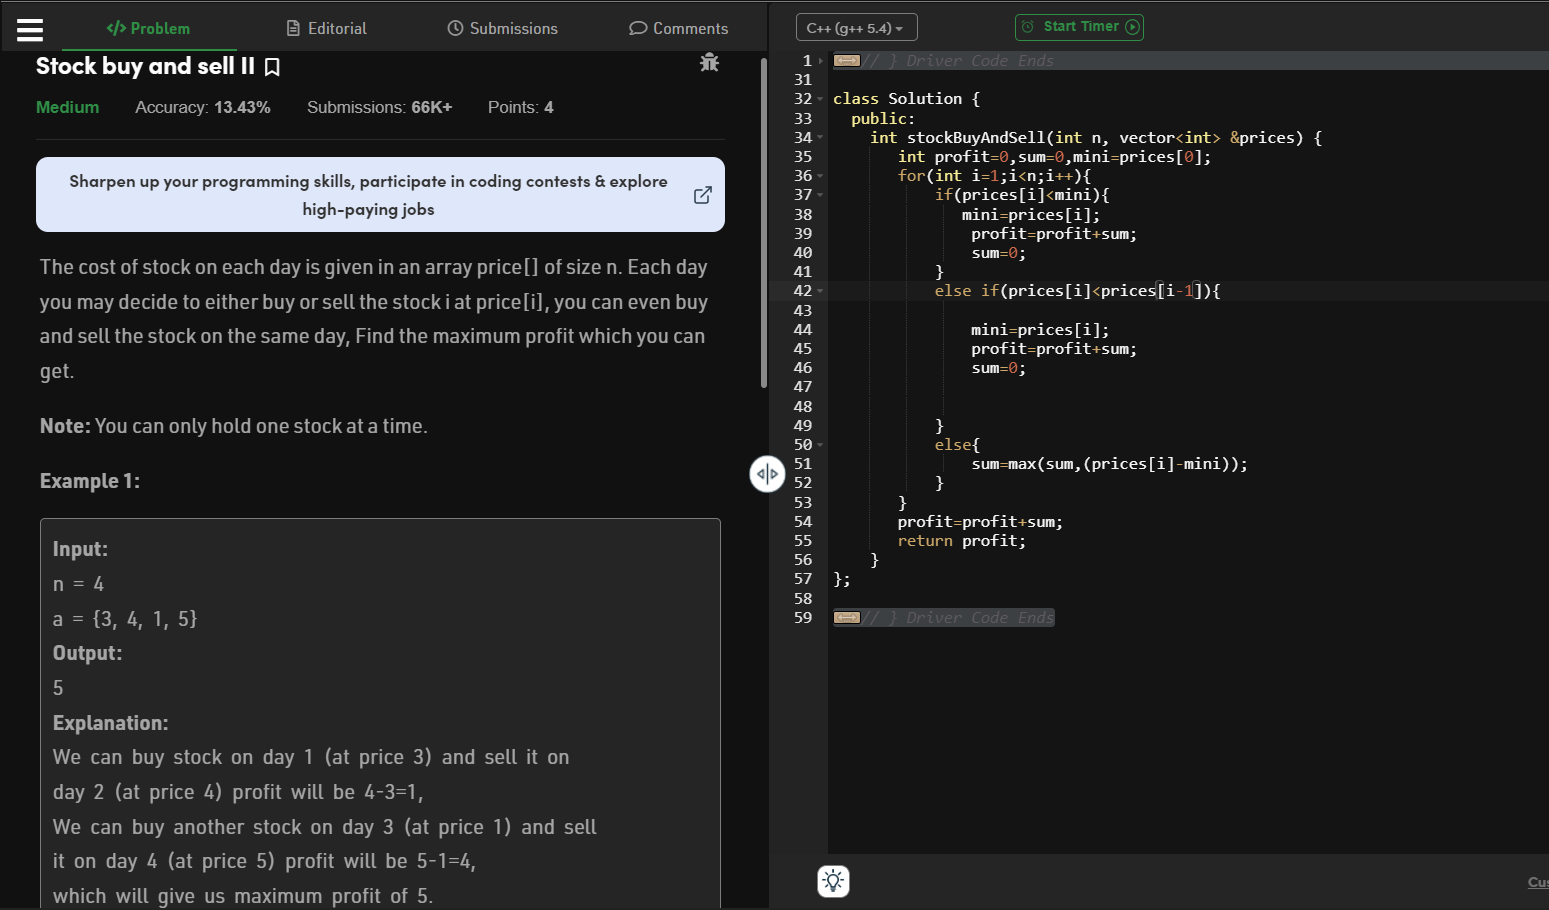 </> Problem
Editorial
Submissions
Comments
Stock buy and sell II
Medium Accuracy: 13.43% Submissions: 66K+ Points: 4
Sharpen up your programming skills, participate in coding contests & explore
high-paying jobs
The cost of stock on each day is given in an array price[] of size n. Each day
you may decide to either buy or sell the stock i at price[i], you can even buy
and sell the stock on the same day, Find the maximum profit which you can
get.
Note: You can only hold one stock at a time.
Example 1:
Input:
n = 4
a = {3, 4, 1, 5}
Output:
5
Explanation:
We can buy stock on day 1 (at price 3) and sell it on
day 2 (at price 4) profit will be 4-3=1,
We can buy another stock on day 3 (at price 1) and sell
it on day 4 (at price 5) profit will be 5-1=4,
which will give us maximum profit of 5.
C++ (g++ 5.4)
Start Timer
1 // } Driver Code Ends
31
32 class Solution {
33 public:
34 int stockBuyAndSell(int n, vector<int> &prices) {
35 int profit=0,sum=0,mini=prices[0];
36 for(int i=1;i<n;i++){
37 if(prices[i]<mini){
38 mini=prices[i];
39 profit=profit+sum;
40 sum=0;
41 }
42 else if(prices[i]<prices[i-1]){
43
44 mini=prices[i];
45 profit=profit+sum;
46 sum=0;
47
48
49 }
50 else{
51 sum=max(sum,(prices[i]-mini));
52 }
53 }
54 profit=profit+sum;
55 return profit;
56 }
57 };
58
59 // } Driver Code Ends